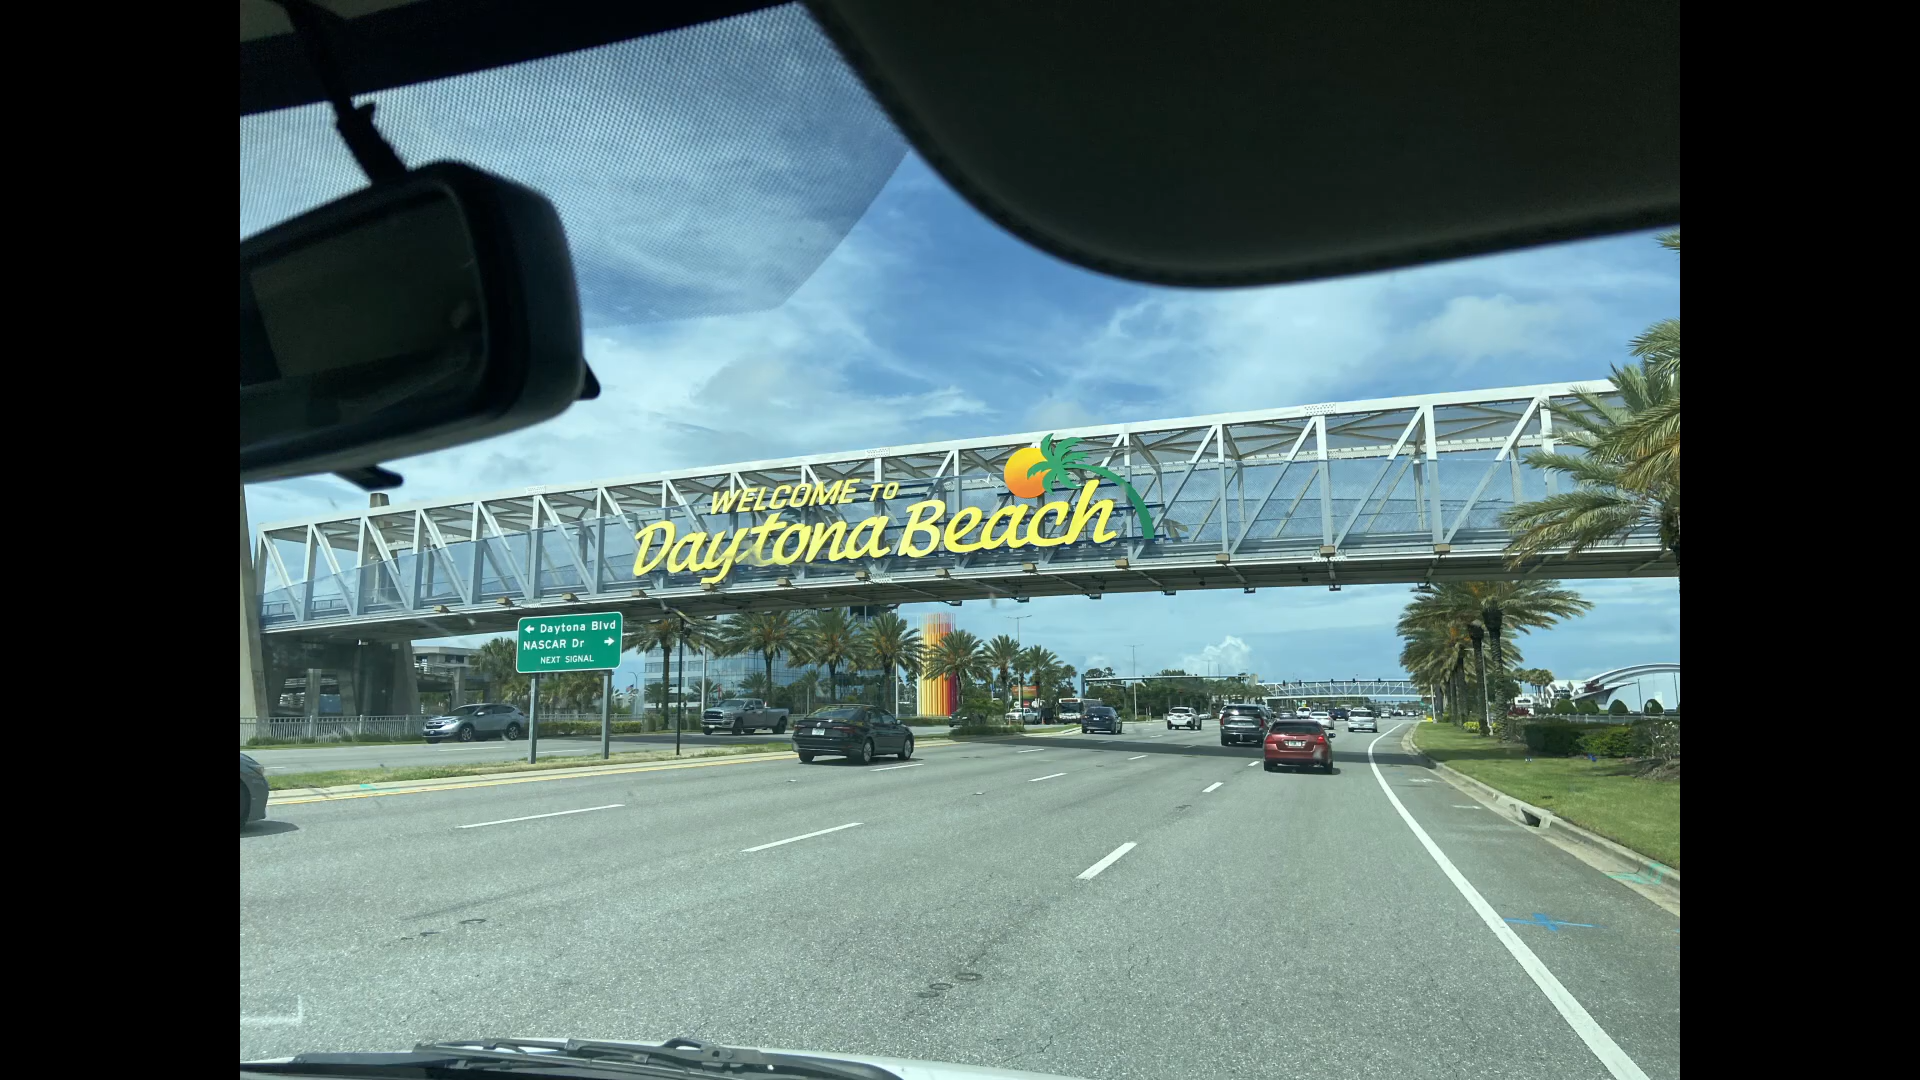 WELCOME TO
Daytona Beach
← Daytona Blvd
NASCAR Dr →
NEXT SIGNAL